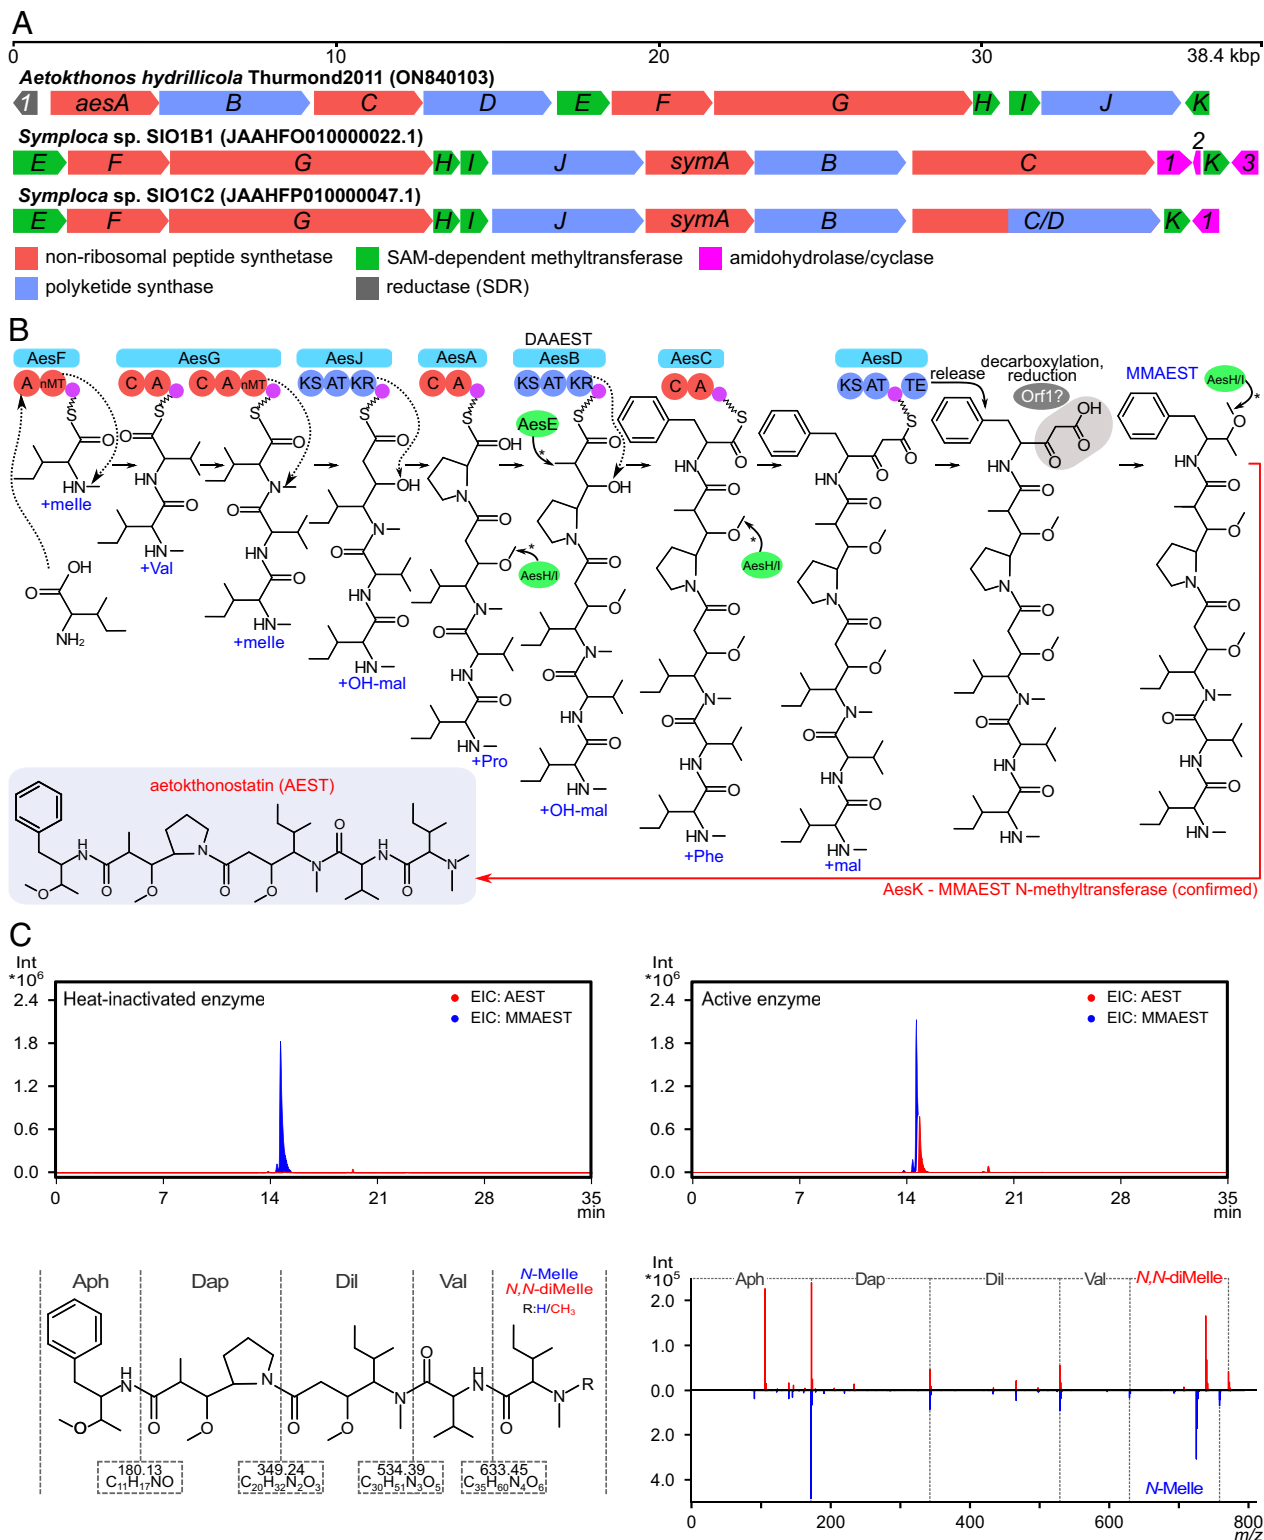 A
0 10 20 30 38.4 kbp
Aetokthonos hydrillicola Thurmond2011 (ON840103)
1 aesA B C D E F G H I J K
Symploca sp. SIO1B1 (JAAHFO010000022.1)
2
E F G H I J symA B C 1 K 3
Symploca sp. SIO1C2 (JAAHFP010000047.1)
E F G H I J symA B C/D K 1
non-ribosomal peptide synthetase
SAM-dependent methyltransferase
amidohydrolase/cyclase
polyketide synthase
reductase (SDR)
B
DAAEST
AesF AesG AesJ AesA AesB AesC AesD
A nMT C A C A nMT KS AT KR C A KS AT KR C A KS AT TE
release
decarboxylation,
reduction
Orf1?
MMAEST
AesH/I
*
AesE
*
AesH/I
*
AesH/I
*
+meIle
+Val
+meIle
+OH-mal
+Pro
+OH-mal
+Phe
+mal
aetokthonostatin (AEST)
AesK - MMAEST N-methyltransferase (confirmed)
C
Int
*10⁶
2.4
1.8
1.2
0.6
0.0
Heat-inactivated enzyme
EIC: AEST
EIC: MMAEST
0 7 14 21 28 35
min
Int
*10⁶
2.4
1.8
1.2
0.6
0.0
Active enzyme
EIC: AEST
EIC: MMAEST
0 7 14 21 28 35
min
Aph Dap Dil Val
N-MeIle
N,N-diMeIle
R:H/CH₃
180.13
C₁₁H₁₇NO
349.24
C₂₀H₃₂N₂O₃
534.39
C₃₀H₅₁N₃O₅
633.45
C₃₅H₆₀N₄O₆
Int
*10⁵
Aph Dap Dil Val N,N-diMeIle
2.0
1.0
0.0
2.0
4.0
N-MeIle
0 200 400 600 800
m/z